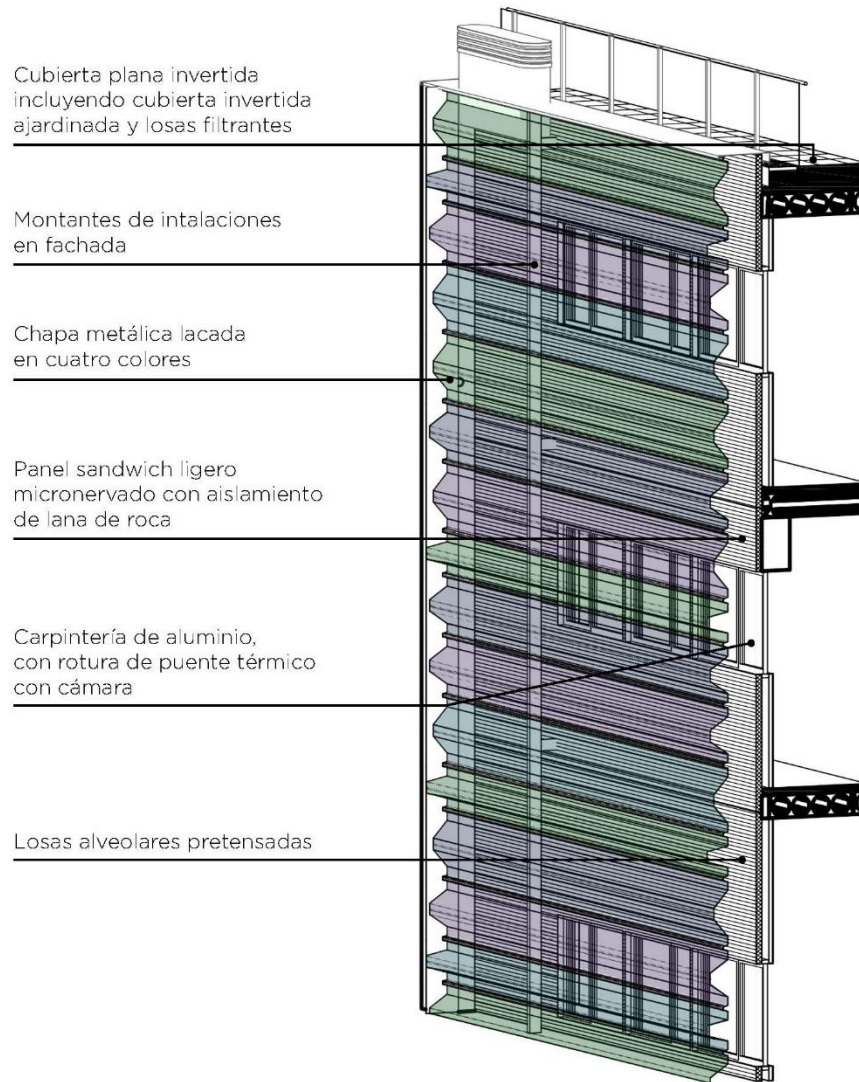 Cubierta plana invertida
incluyendo cubierta invertida
ajardinada y losas filtrantes
Montantes de intalaciones
en fachada
Chapa metálica lacada
en cuatro colores
Panel sandwich ligero
micronervado con aislamiento
de lana de roca
Carpintería de aluminio,
con rotura de puente térmico
con cámara
Losas alveolares pretensadas